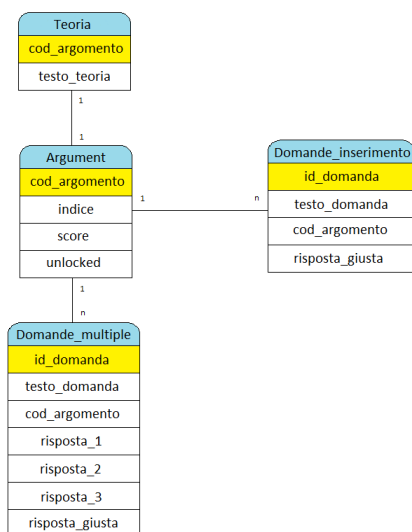 Teoria
cod_argomento
testo_teoria
1
1
Argument
cod_argomento
indice
score
unlocked
1
n
Domande_inserimento
id_domanda
testo_domanda
cod_argomento
risposta_giusta
1
n
Domande_multiple
id_domanda
testo_domanda
cod_argomento
risposta_1
risposta_2
risposta_3
risposta_giusta